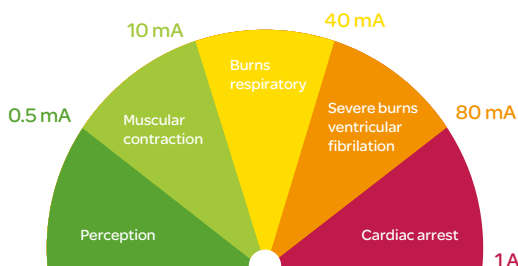 0.5 mA
10 mA
40 mA
80 mA
1 A
Perception
Muscular
contraction
Burns
respiratory
Severe burns
ventricular
fibrilation
Cardiac arrest